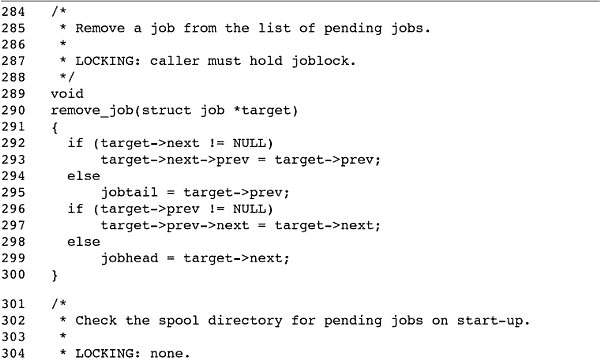 284 /*
285  * Remove a job from the list of pending jobs.
286  *
287  * LOCKING: caller must hold joblock.
288  */
289 void
290 remove_job(struct job *target)
291 {
292   if (target->next != NULL)
293       target->next->prev = target->prev;
294   else
295       jobtail = target->prev;
296   if (target->prev != NULL)
297       target->prev->next = target->next;
298   else
299       jobhead = target->next;
300 }
301 /*
302  * Check the spool directory for pending jobs on start-up.
303  *
304  * LOCKING: none.